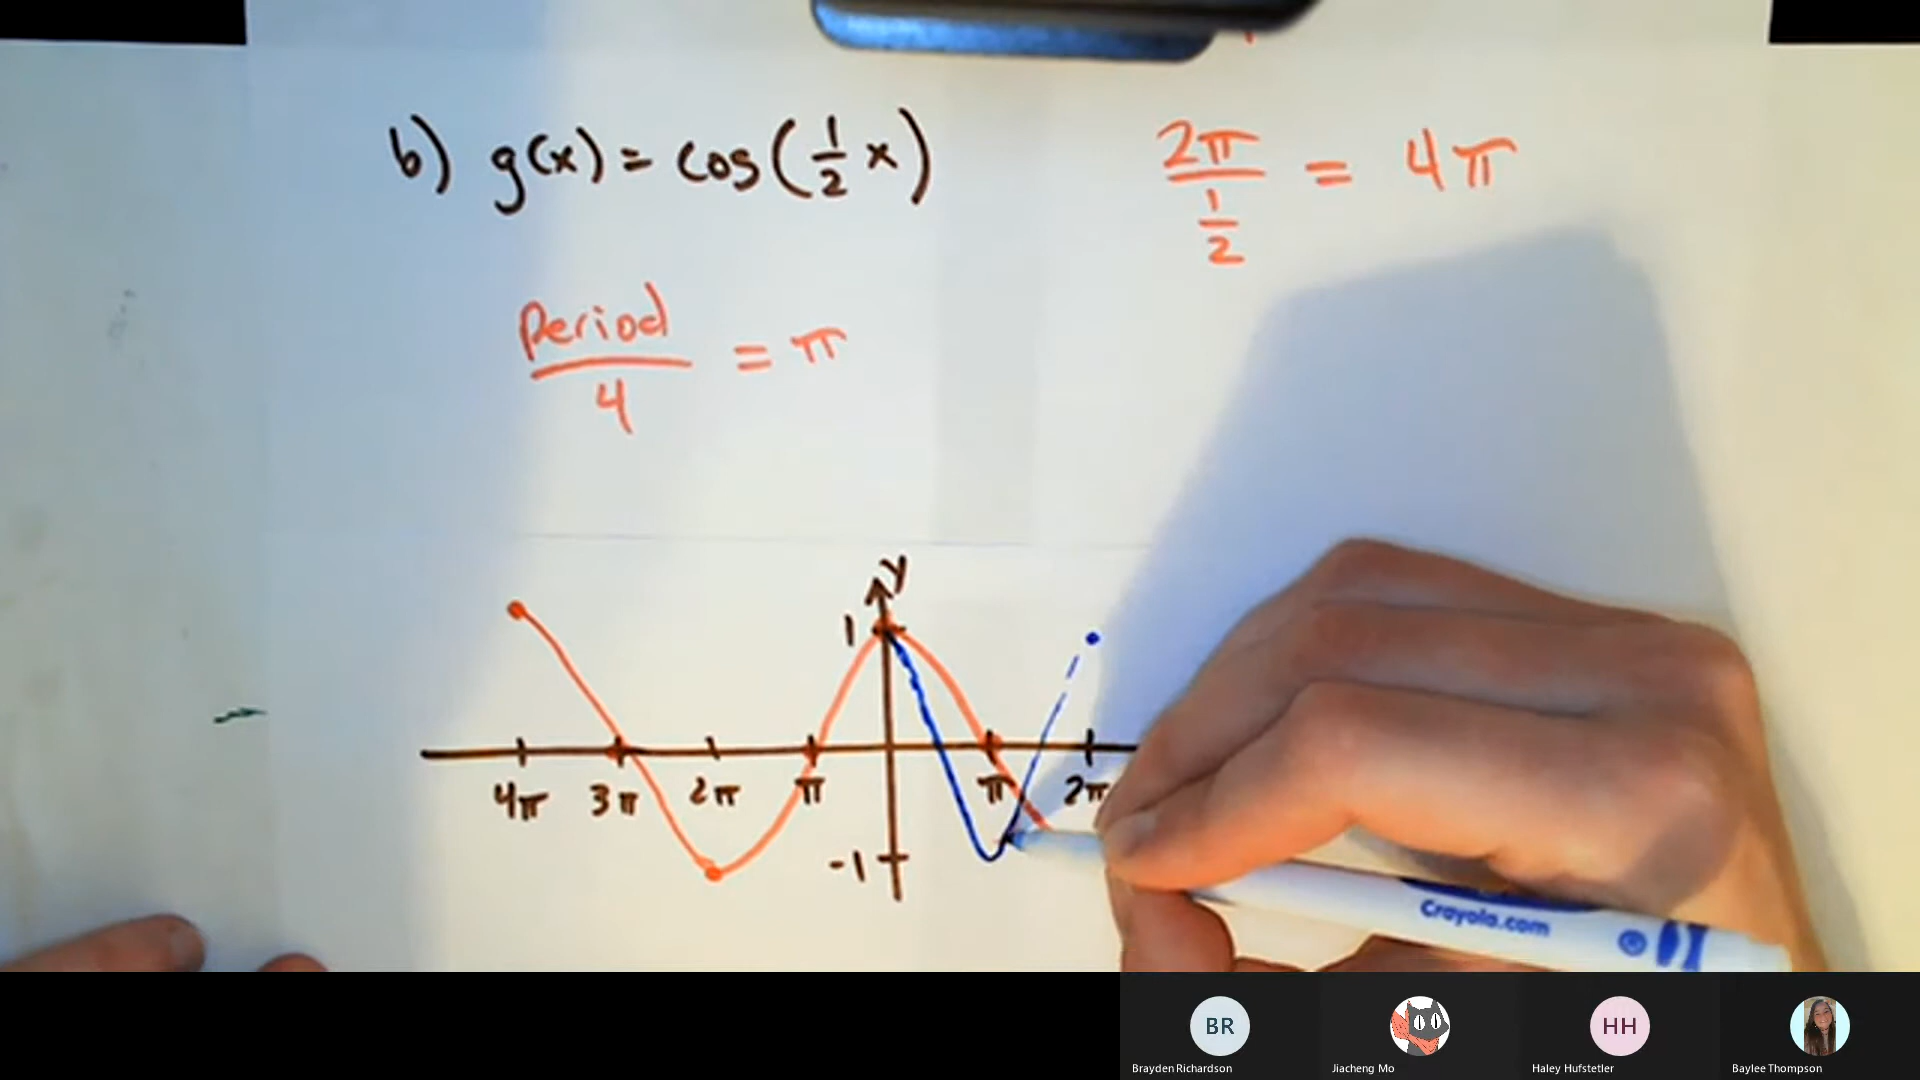 b) g(x) = cos(1/2 x)
2π / 1/2 = 4π
Period / 4 = π
y
1
4π 3π 2π π π 2π
-1
Crayola.com
BR
HH
Brayden Richardson
Jiacheng Mo
Haley Hufstetler
Baylee Thompson